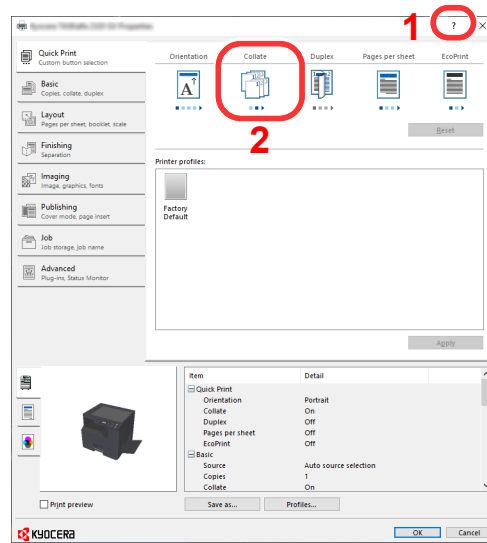 1
?
2
Quick Print
Custom button selection
Basic
Copies, collate, duplex
Layout
Pages per sheet, booklet, scale
Finishing
Separation
Imaging
Image, graphics, fonts
Publishing
Cover mode, page insert
Job
Job storage, job name
Advanced
Plug-ins, Status Monitor
Orientation Collate Duplex Pages per sheet EcoPrint
A
Reset
Printer profiles:
Factory
Default
Apply
Item Detail
Quick Print
Orientation Portrait
Collate On
Duplex Off
Pages per sheet Off
EcoPrint Off
Basic
Source Auto source selection
Copies 1
Collate On
Print preview
Save as... Profiles...
KYOCERA
OK Cancel